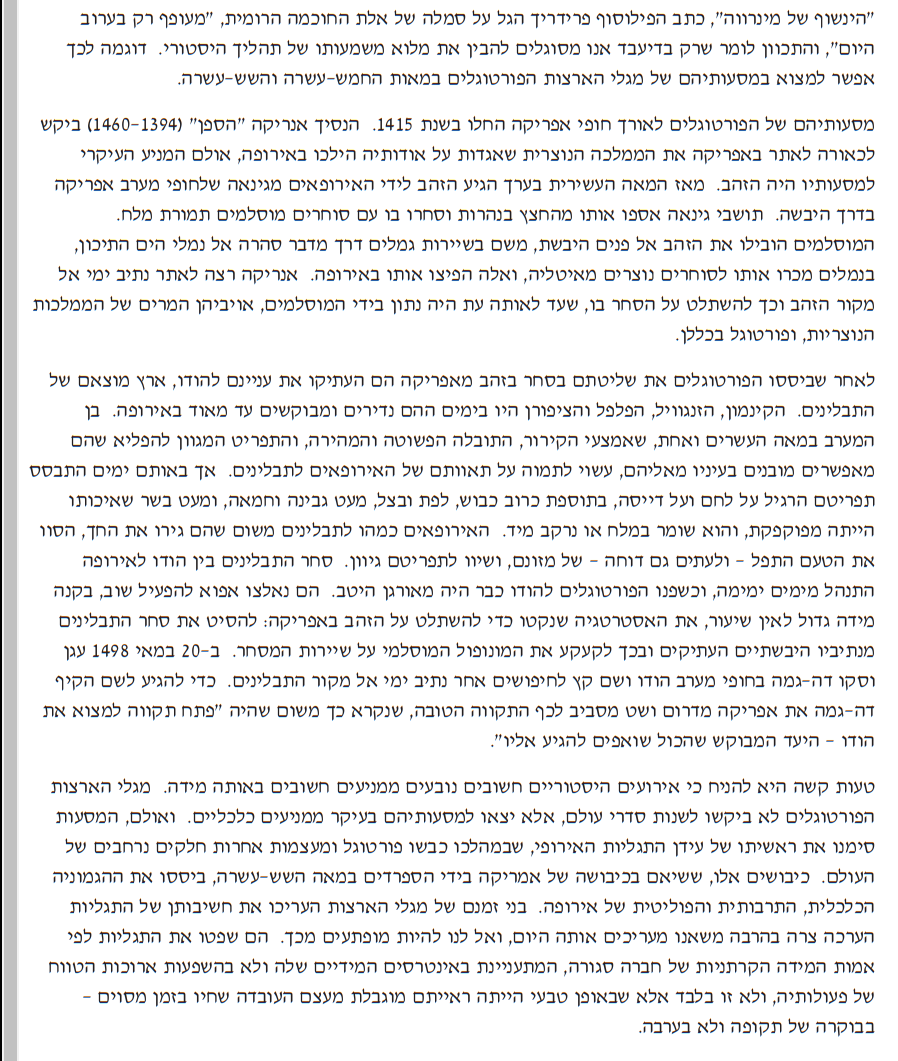 "הינשוף של מינרווה", כתב הפילוסוף פרידריך הגל על סמלה של אלת החוכמה הרומית, "מעופף רק בערוב
היום", והתכוון לומר שרק בדיעבד אנו מסוגלים להבין את מלוא משמעותו של תהליך היסטורי. דוגמה לכך
אפשר למצוא במסעותיהם של מגלי הארצות הפורטוגלים במאות החמש-עשרה והשש-עשרה.
מסעותיהם של הפורטוגלים לאורך חופי אפריקה החלו בשנת 1415. הנסיך אנריקה "הספן" (1394-1460) ביקש
לכאורה לאתר באפריקה את הממלכה הנוצרית שאגדות על אודותיה הילכו באירופה, אולם המניע העיקרי
למסעותיו היה הזהב. מאז המאה העשירית בערך הגיע הזהב לידי האירופאים מגינאה שלחופי מערב אפריקה
בדרך היבשה. תושבי גינאה אספו אותו מהחצץ בנהרות וסחרו בו עם סוחרים מוסלמים תמורת מלח.
המוסלמים הובילו את הזהב אל פנים היבשת, משם בשיירות גמלים דרך מדבר סהרה אל נמלי הים התיכון,
בנמלים מכרו אותו לסוחרים נוצרים מאיטליה, ואלה הפיצו אותו באירופה. אנריקה רצה לאתר נתיב ימי אל
מקור הזהב וכך להשתלט על הסחר בו, שעד לאותה עת היה נתון בידי המוסלמים, אויביהן המרים של הממלכות
הנוצריות, ופורטוגל בכללן.
לאחר שביססו הפורטוגלים את שליטתם בסחר בזהב מאפריקה הם העתיקו את עניינם להודו, ארץ מוצאם של
התבלינים. הקינמון, הזנגוויל, הפלפל והציפורן היו בימים ההם נדירים ומבוקשים עד מאוד באירופה. בן
המערב במאה העשרים ואחת, שאמצעי הקירור, התובלה הפשוטה והמהירה, והתפריט המגוון להפליא שהם
מאפשרים מובנים בעיניו מאליהם, עשוי לתמוה על תאוותם של האירופאים לתבלינים. אך באותם ימים התבסס
תפריטם הרגיל על לחם ועל דייסה, בתוספת כרוב כבוש, לפת ובצל, מעט גבינה וחמאה, ומעט בשר שאיכותו
הייתה מפוקפקת, והוא שומר במלח או נרקב מיד. האירופאים כמהו לתבלינים משום שהם גירו את החך, הסוו
את הטעם התפל - ולעתים גם דוחה - של מזונם, ושיוו לתפריטם גיוון. סחר התבלינים בין הודו לאירופה
התנהל מימים ימימה, וכשפנו הפורטוגלים להודו כבר היה מאורגן היטב. הם נאלצו אפוא להפעיל שוב, בקנה
מידה גדול לאין שיעור, את האסטרטגיה שנקטו כדי להשתלט על הזהב באפריקה: להסיט את סחר התבלינים
מנתיביו היבשתיים העתיקים ובכך לקעקע את המונופול המוסלמי על שיירות המסחר. ב-20 במאי 1498 עגן
וסקו דה-גמה בחופי מערב הודו ושם קץ לחיפושים אחר נתיב ימי אל מקור התבלינים. כדי להגיע לשם הקיף
דה-גמה את אפריקה מדרום ושט מסביב לכף התקווה הטובה, שנקרא כך משום שהיה "פתח תקווה למצוא את
הודו - היעד המבוקש שהכול שואפים להגיע אליו".
טעות קשה היא להניח כי אירועים היסטוריים חשובים נובעים ממניעים חשובים באותה מידה. מגלי הארצות
הפורטוגלים לא ביקשו לשנות סדרי עולם, אלא יצאו למסעותיהם בעיקר ממניעים כלכליים. ואולם, המסעות
סימנו את ראשיתו של עידן התגליות האירופי, שבמהלכו כבשו פורטוגל ומעצמות אחרות חלקים נרחבים של
העולם. כיבושים אלו, ששיאם בכיבושה של אמריקה בידי הספרדים במאה השש-עשרה, ביססו את ההגמוניה
הכלכלית, התרבותית והפוליטית של אירופה. בני זמנם של מגלי הארצות העריכו את חשיבותן של התגליות
הערכה צרה בהרבה משאנו מעריכים אותה היום, ואל לנו להיות מופתעים מכך. הם שפטו את התגליות לפי
אמות המידה הקרתניות של חברה סגורה, המתעניינת באינטרסים המידיים שלה ולא בהשפעות ארוכות הטווח
של פעולותיה, ולא זו בלבד אלא שבאופן טבעי הייתה ראייתם מוגבלת מעצם העובדה שחיו בזמן מסוים -
בבוקרה של תקופה ולא בערבה.